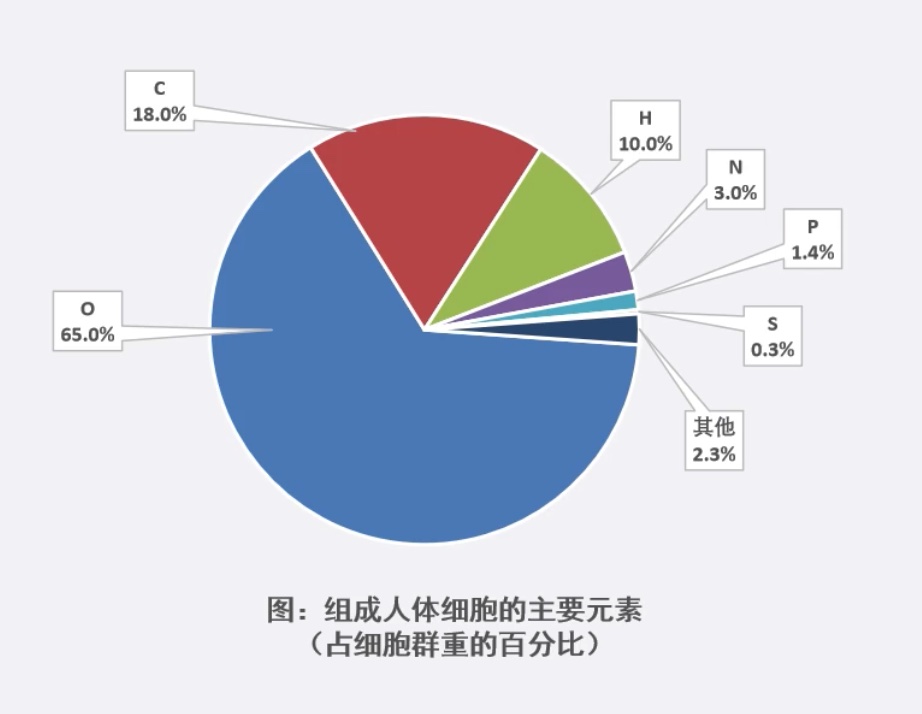 C
18.0%
H
10.0%
N
3.0%
P
1.4%
O
65.0%
S
0.3%
其他
2.3%
图：组成人体细胞的主要元素
（占细胞群重的百分比）